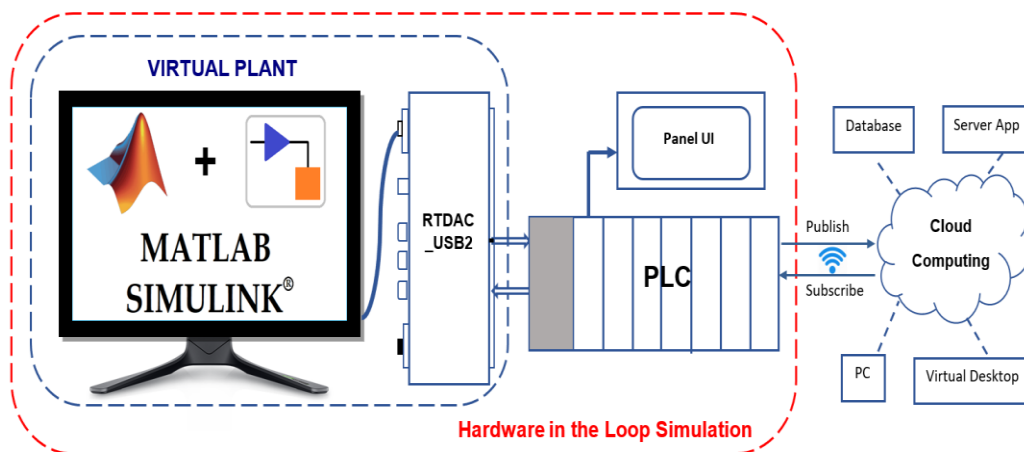 VIRTUAL PLANT
+
MATLAB
SIMULINK®
RTDAC
_USB2
Panel UI
PLC
Publish
Subscribe
Database
Server App
Cloud
Computing
PC
Virtual Desktop
Hardware in the Loop Simulation